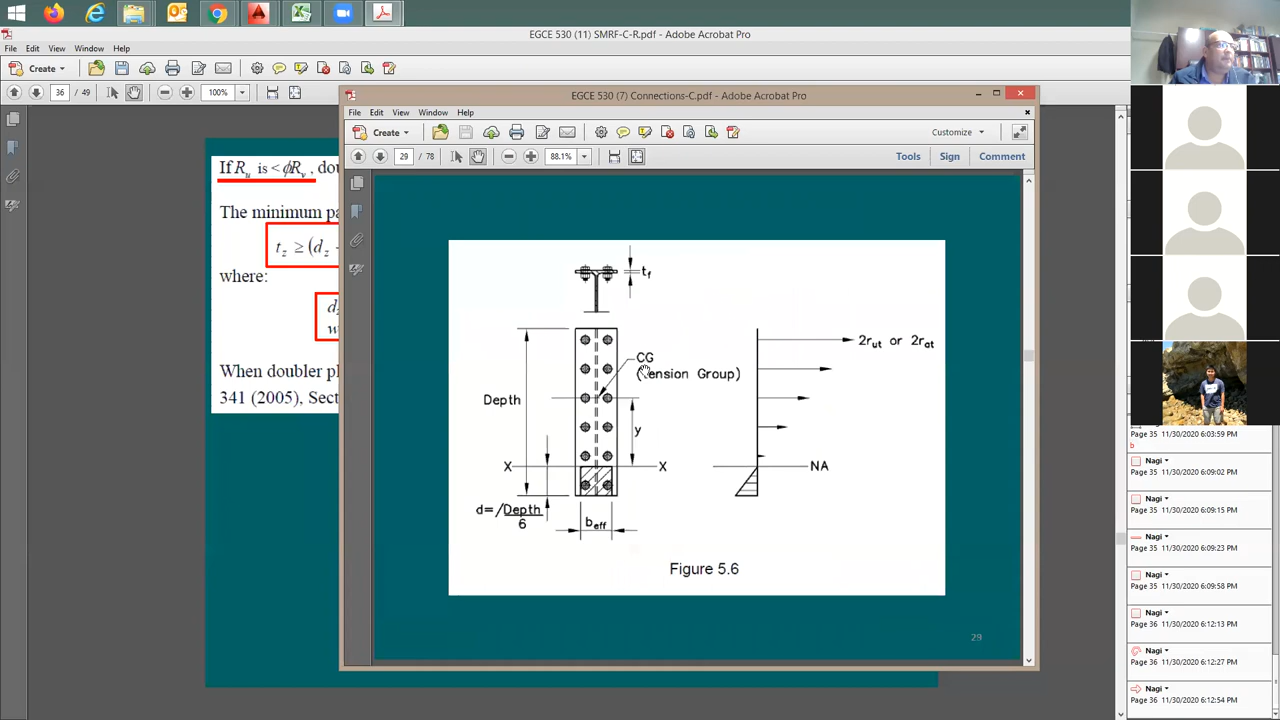 EGCE 530 (11) SMRF-C-R.pdf - Adobe Acrobat Pro
File Edit View Window Help
Create
36 / 49 100%
EGCE 530 (7) Connections-C.pdf - Adobe Acrobat Pro
File Edit View Window Help
Create
Customize
29 / 78 88.1%
Tools Sign Comment
If Rᵤ is < ϕRᵥ, dou
The minimum pa
t_z ≥ (d_z
where:
When doubler pl
341 (2005), Sect
t_f
CG
(Tension Group)
2r_ut or 2r_at
Depth
y
X X
NA
d=/Depth
6
b_eff
Figure 5.6
29
Page 35 11/30/2020 6:03:59 PM
b
Nagi
Page 35 11/30/2020 6:09:02 PM
Nagi
Page 35 11/30/2020 6:09:15 PM
Nagi
Page 35 11/30/2020 6:09:23 PM
Nagi
Page 35 11/30/2020 6:09:58 PM
Nagi
Page 36 11/30/2020 6:12:13 PM
Nagi
Page 36 11/30/2020 6:12:27 PM
Nagi
Page 36 11/30/2020 6:12:54 PM